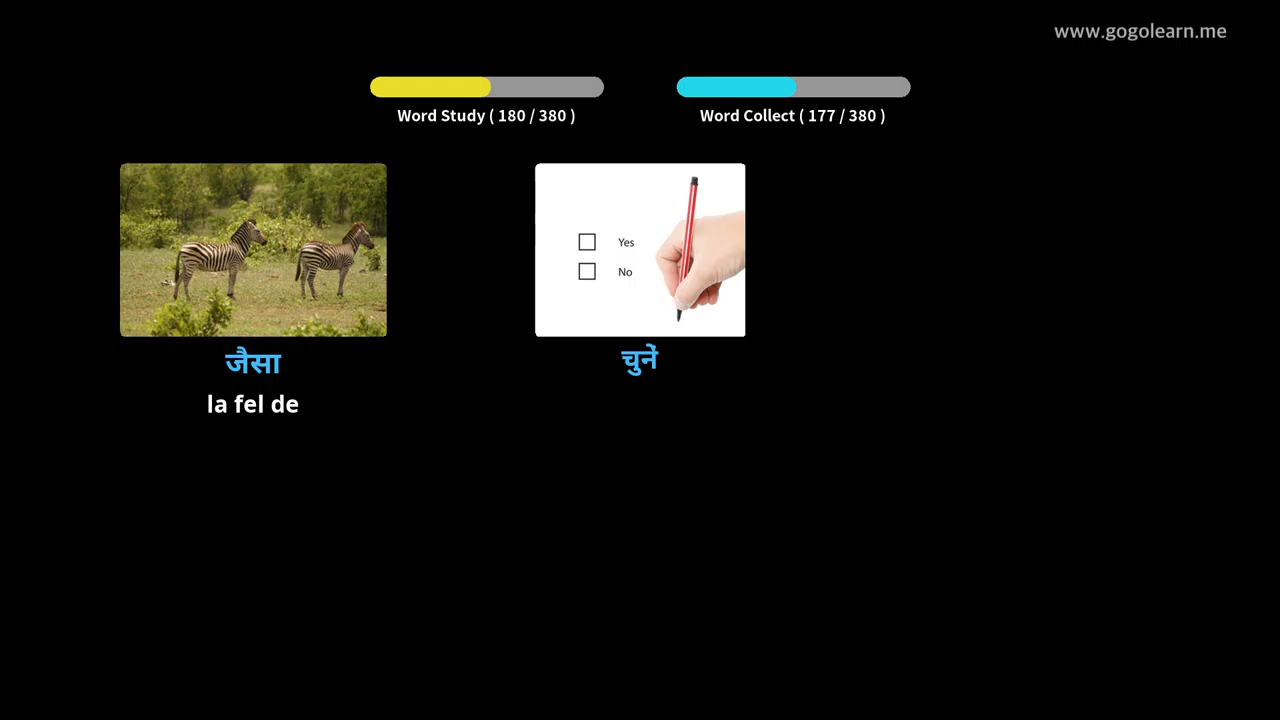 www.gogolearn.me
Word Study ( 180 / 380 )
Word Collect ( 177 / 380 )
Yes
No
जैसा
la fel de
चुनें